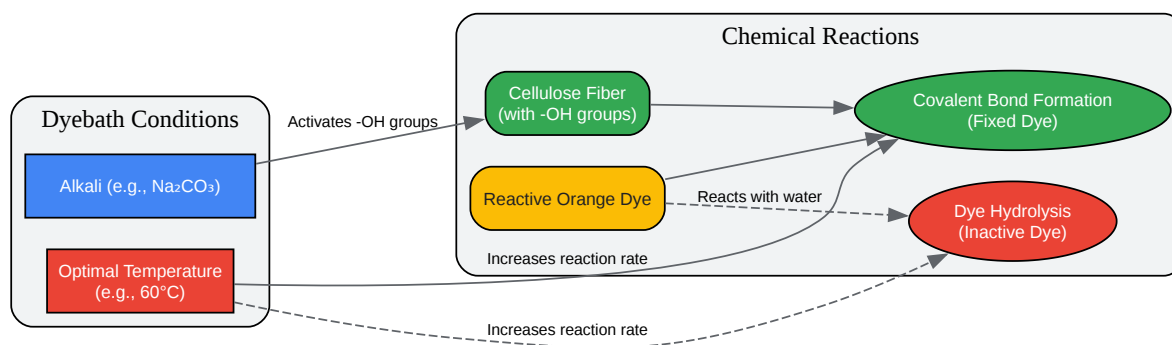 Chemical Reactions
Dyebath Conditions
Cellulose Fiber
(with -OH groups)
Covalent Bond Formation
(Fixed Dye)
Activates -OH groups
Alkali (e.g., Na₂CO₃)
Reactive Orange Dye
Reacts with water
Dye Hydrolysis
(Inactive Dye)
Optimal Temperature
(e.g., 60°C)
Increases reaction rate
Increases reaction rate